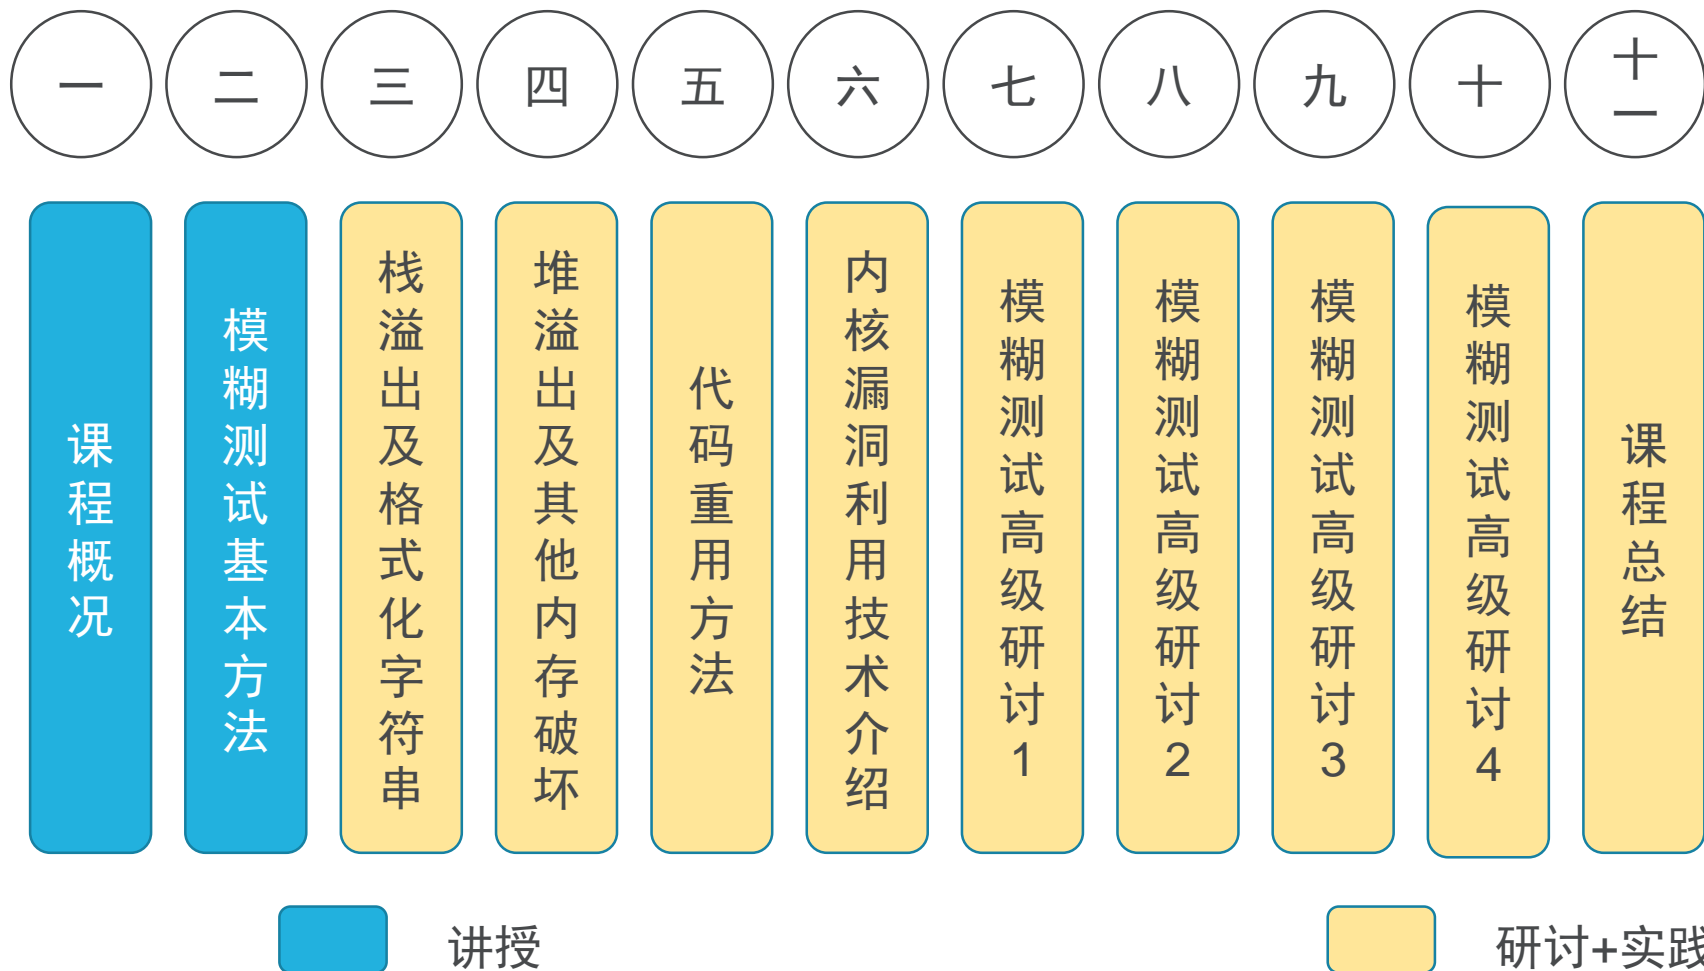 一
二
三
四
五
六
七
八
九
十
十一
课程概况
模糊测试基本方法
栈溢出及格式化字符串
堆溢出及其他内存破坏
代码重用方法
内核漏洞利用技术介绍
模糊测试高级研讨1
模糊测试高级研讨2
模糊测试高级研讨3
模糊测试高级研讨4
课程总结
讲授
研讨+实践